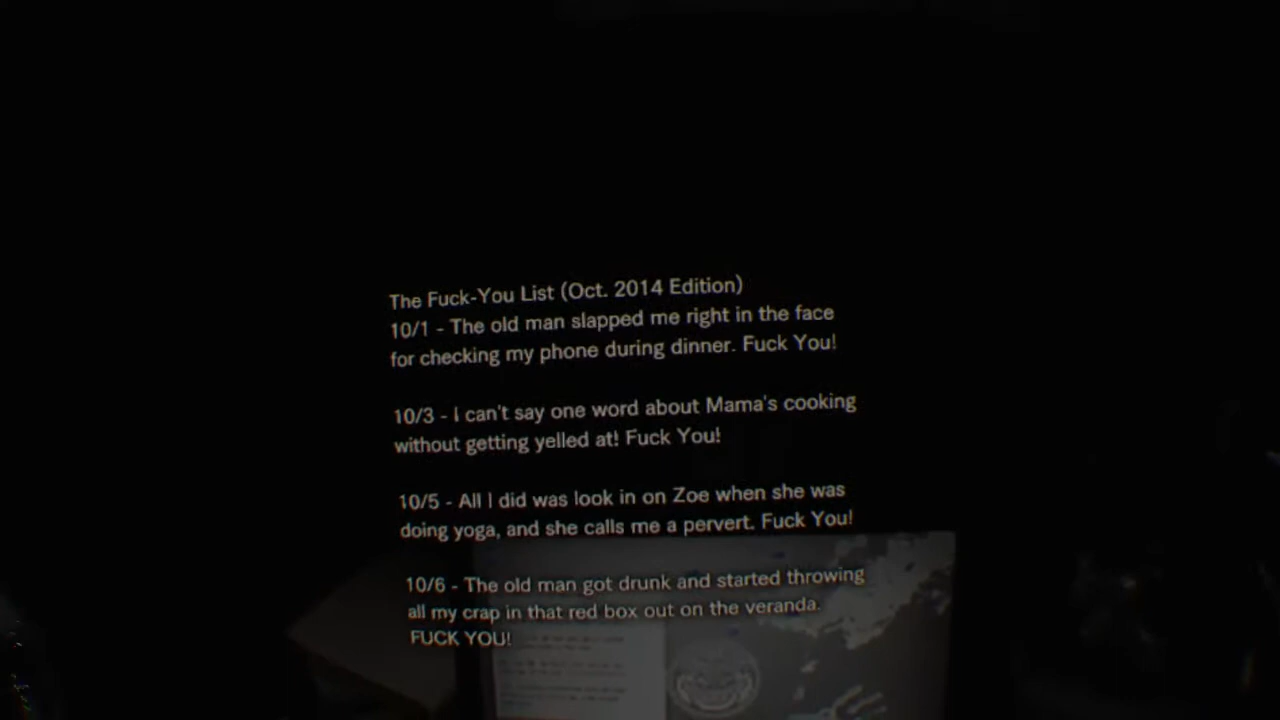 The Fuck-You List (Oct. 2014 Edition)
10/1 - The old man slapped me right in the face
for checking my phone during dinner. Fuck You!
10/3 - I can't say one word about Mama's cooking
without getting yelled at! Fuck You!
10/5 - All I did was look in on Zoe when she was
doing yoga, and she calls me a pervert. Fuck You!
10/6 - The old man got drunk and started throwing
all my crap in that red box out on the veranda.
FUCK YOU!